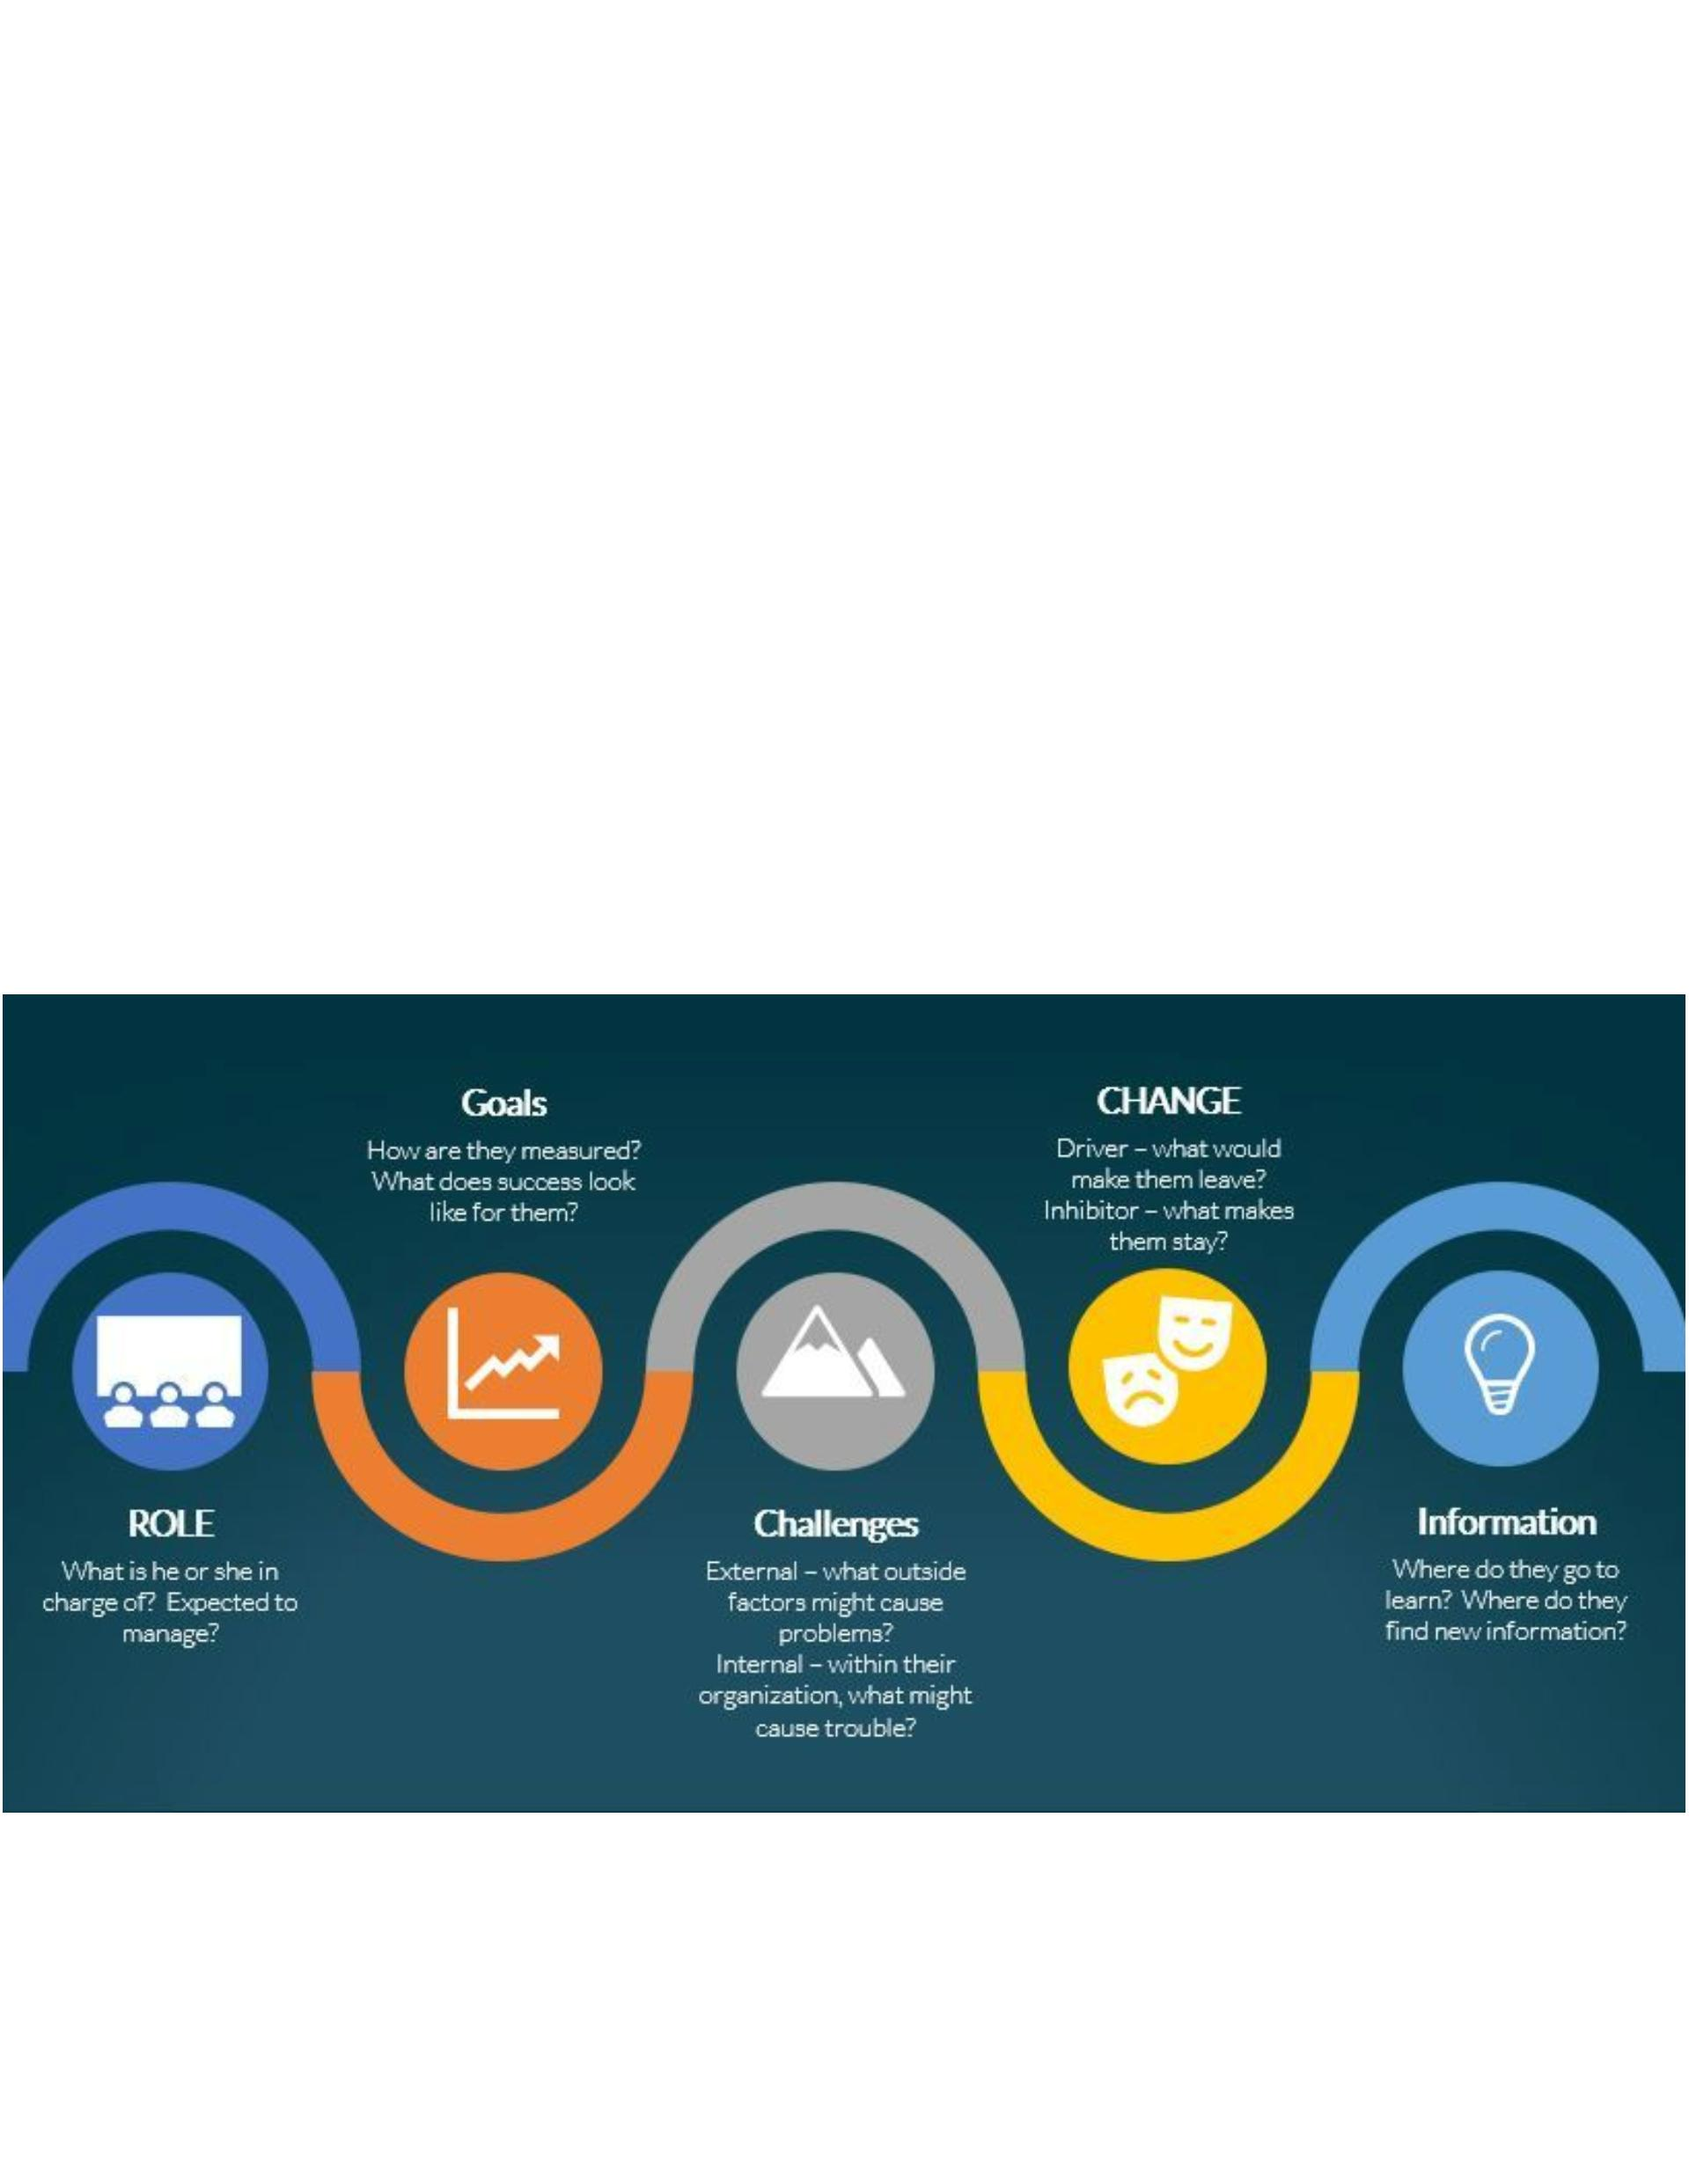 ROLE
What is he or she in
charge of?  Expected to
manage?
Goals
How are they measured?
What does success look
like for them?
Challenges
External – what outside
factors might cause
problems?
Internal – within their
organization, what might
cause trouble?
CHANGE
Driver – what would
make them leave?
Inhibitor – what makes
them stay?
Information
Where do they go to
learn?  Where do they
find new information?